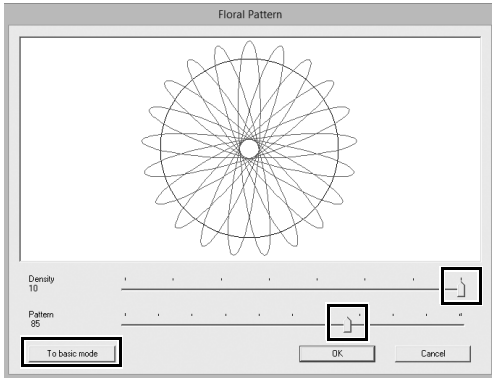 Floral Pattern
Density
10
Pattern
85
To basic mode
OK
Cancel